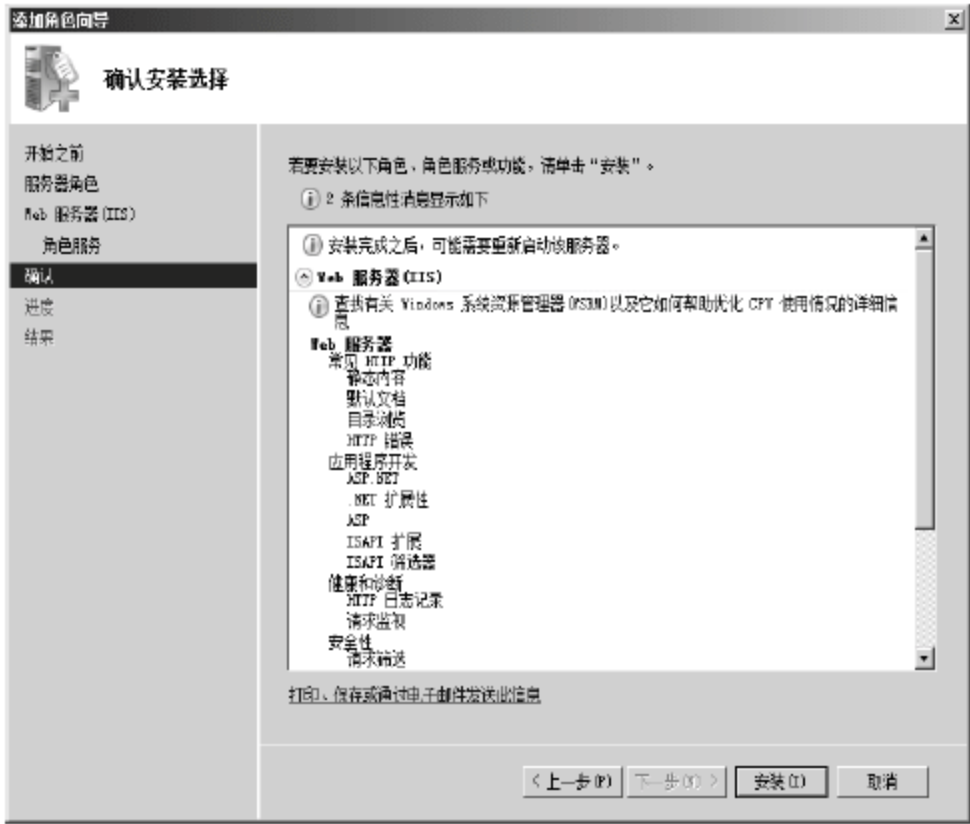 添加角色向导
确认安装选择
开始之前
服务器角色
Web 服务器(IIS)
角色服务
确认
进度
结果
若要安装以下角色、角色服务或功能，请单击“安装”。
2 条信息性消息显示如下
安装完成之后，可能需要重新启动该服务器。
Web 服务器(IIS)
查找有关 Windows 系统资源管理器(WSRM)以及它如何帮助优化 CPU 使用情况的详细信
息
Web 服务器
常见 HTTP 功能
静态内容
默认文档
目录浏览
HTTP 错误
应用程序开发
ASP.NET
.NET 扩展性
ASP
ISAPI 扩展
ISAPI 筛选器
健康和诊断
HTTP 日志记录
请求监视
安全性
请求筛选
打印、保存或通过电子邮件发送此信息
< 上一步(P)
下一步(N) >
安装(I)
取消